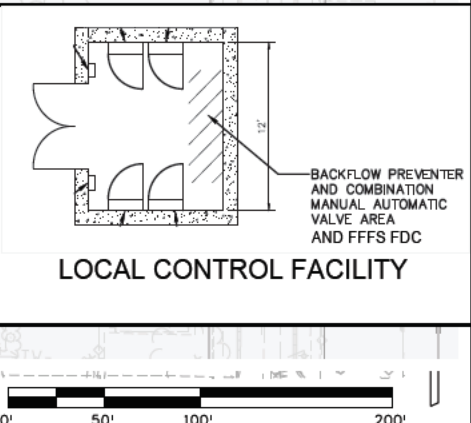 12'
BACKFLOW PREVENTER
AND COMBINATION
MANUAL AUTOMATIC
VALVE AREA
AND FFFS FDC
LOCAL CONTROL FACILITY
0' 50' 100' 200'